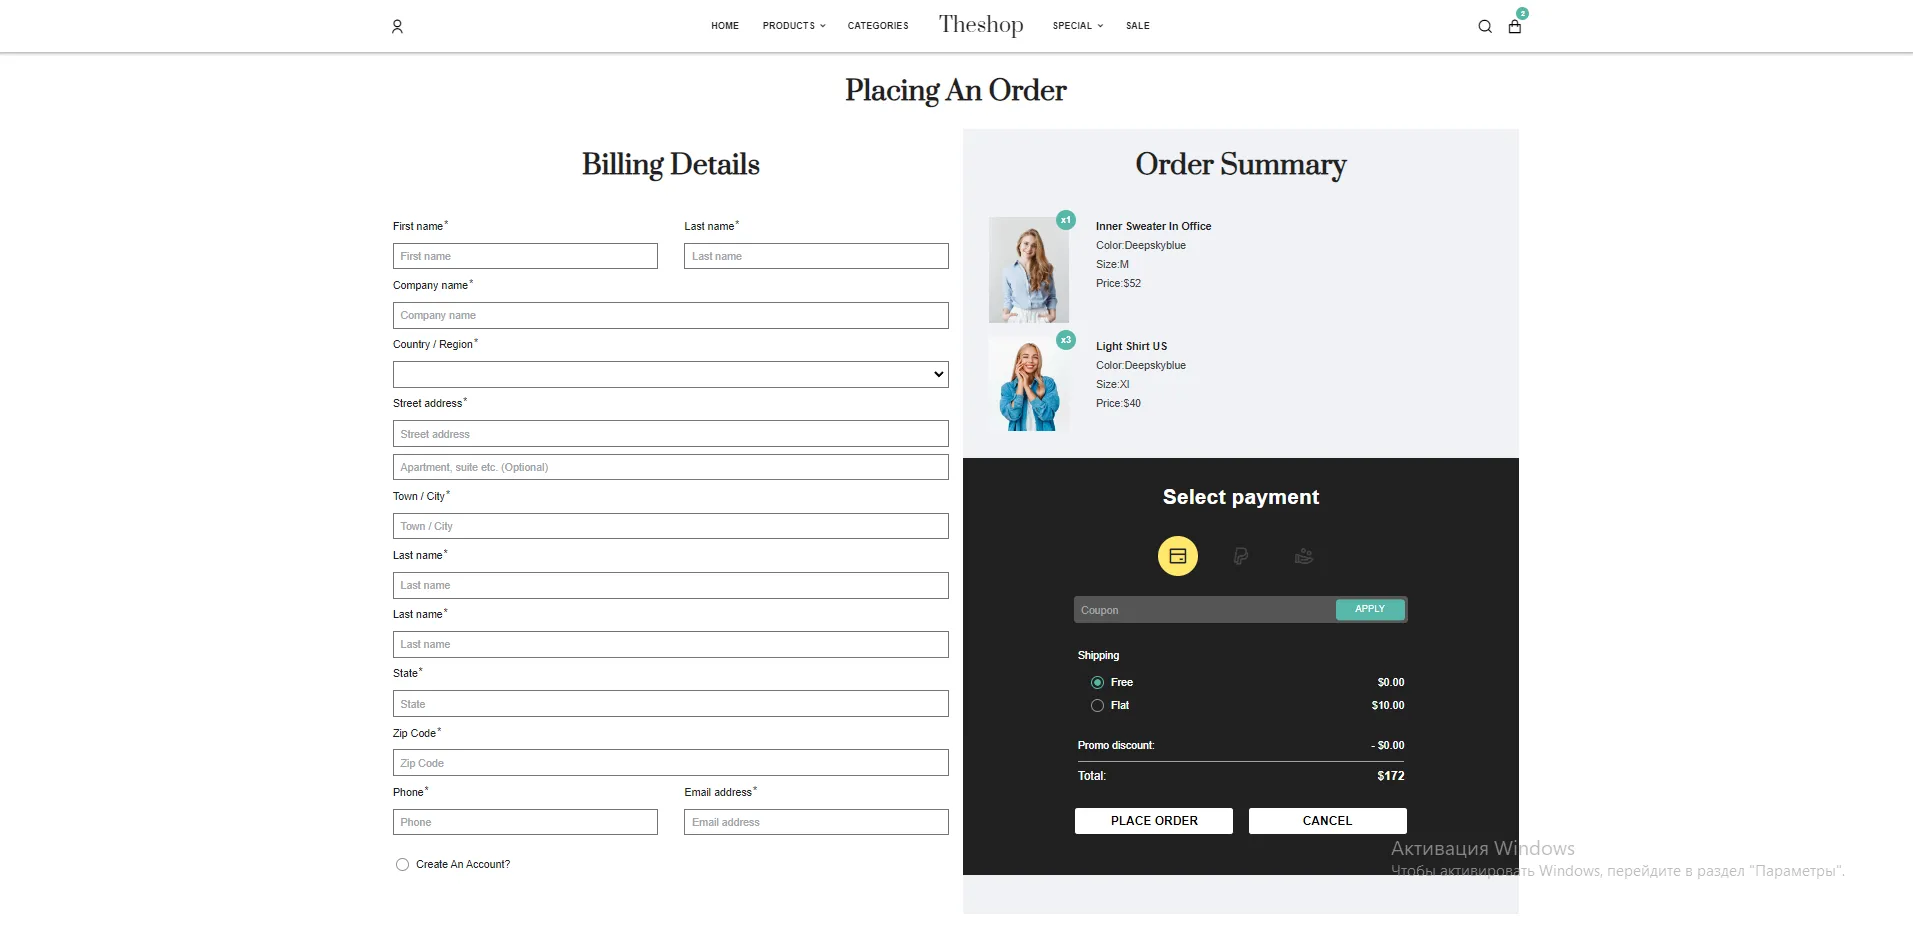 HOME PRODUCTS CATEGORIES Theshop SPECIAL SALE 2
Placing An Order
Billing Details
First name* Last name*
First name Last name
Company name*
Company name
Country / Region*
Street address*
Street address
Apartment, suite etc. (Optional)
Town / City*
Town / City
Last name*
Last name
Last name*
Last name
State*
State
Zip Code*
Zip Code
Phone* Email address*
Phone Email address
Create An Account?
Order Summary
x1
Inner Sweater In Office
Color:Deepskyblue
Size:M
Price:$52
x3
Light Shirt US
Color:Deepskyblue
Size:Xl
Price:$40
Select payment
Coupon APPLY
Shipping
Free $0.00
Flat $10.00
Promo discount: - $0.00
Total: $172
PLACE ORDER CANCEL
Активация Windows
Чтобы активировать Windows, перейдите в раздел "Параметры".